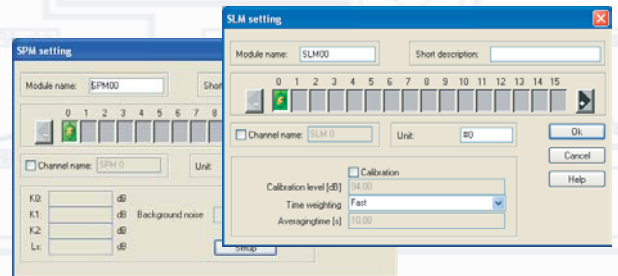 SPM setting
Module name: SPM00 Short
0 1 2 3 4 5 6 7 8
Channel name: SPM 0 Unit:
K0: dB
K1: dB Background noise
K2: dB
Lx: dB
Setup
SLM setting
Module name: SLM00 Short description:
0 1 2 3 4 5 6 7 8 9 10 11 12 13 14 15
Channel name: SLM 0 Unit: #0 Ok
Cancel
Help
Calibration
Calibration level [dB] 94.00
Time weighting Fast
Averagingtime [s] 10.00